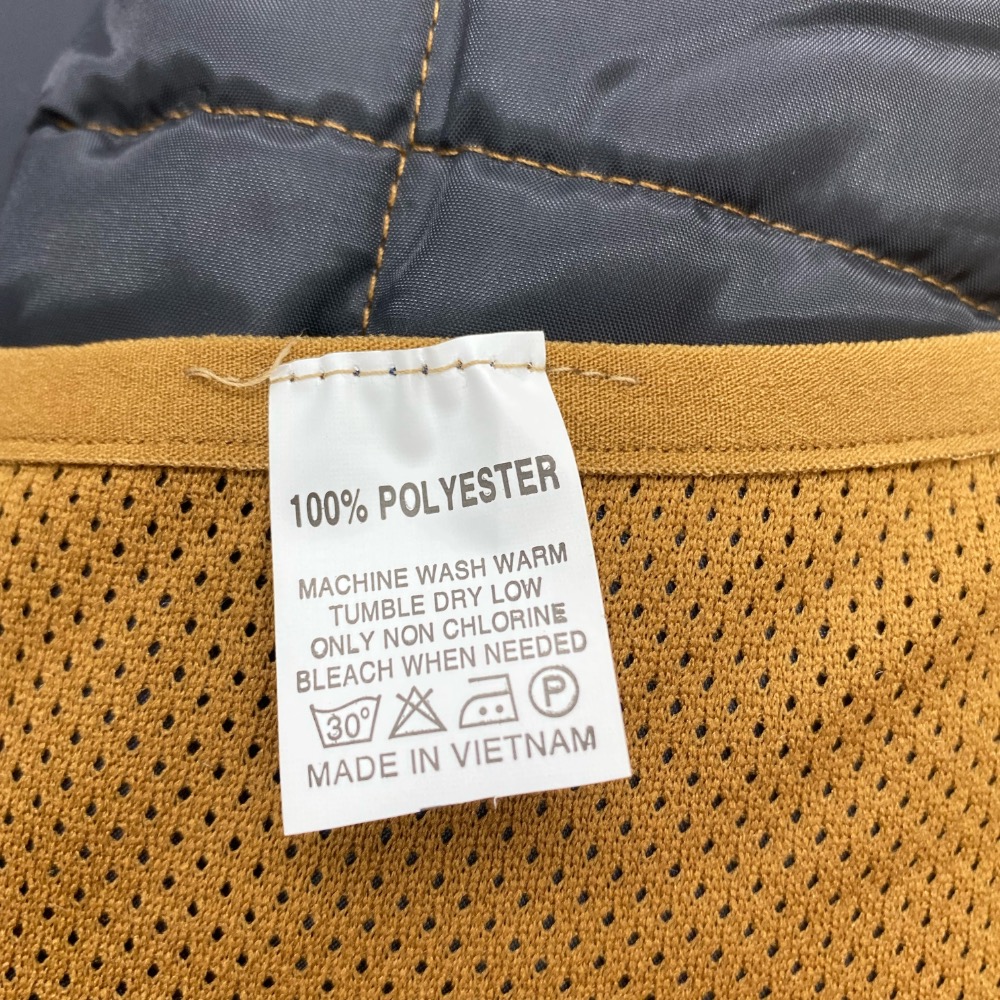 100% POLYESTER
MACHINE WASH WARM
TUMBLE DRY LOW
ONLY NON CHLORINE
BLEACH WHEN NEEDED
30° P
MADE IN VIETNAM